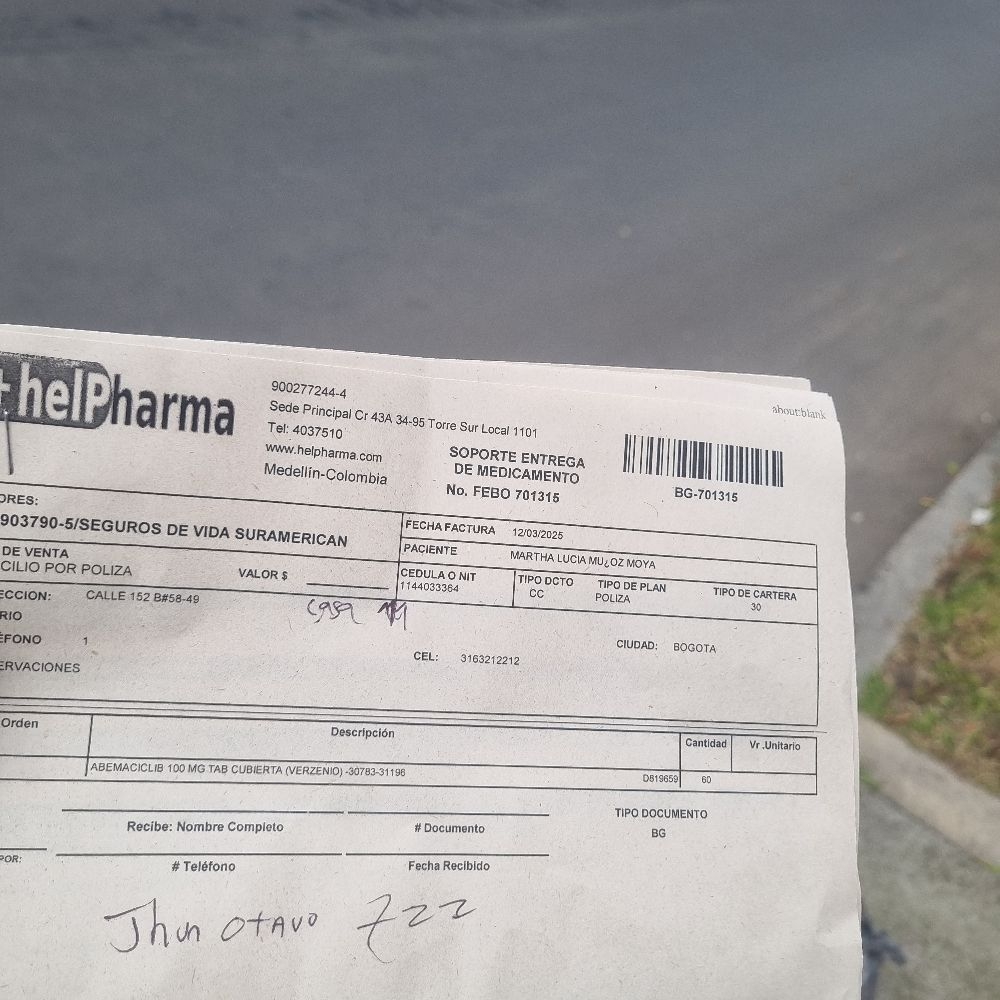 helPharma
900277244-4
Sede Principal Cr 43A 34-95 Torre Sur Local 1101
Tel: 4037510
www.helpharma.com
Medellín-Colombia
about:blank
SOPORTE ENTREGA
DE MEDICAMENTO
No. FEBO 701315
BG-701315
ORES:
903790-5/SEGUROS DE VIDA SURAMERICAN
FECHA FACTURA 12/03/2025
DE VENTA
CILIO POR POLIZA
VALOR $
PACIENTE MARTHA LUCIA MU¿OZ MOYA
CEDULA O NIT
1144033364
TIPO DCTO
CC
TIPO DE PLAN
POLIZA
TIPO DE CARTERA
30
ECCION: CALLE 152 B#58-49
RIO
casa
ÉFONO 1
CEL: 3163212212
CIUDAD: BOGOTA
ERVACIONES
Orden Descripción Cantidad Vr .Unitario
ABEMACICLIB 100 MG TAB CUBIERTA (VERZENIO) -30783-31196 D819659 60
Recibe: Nombre Completo # Documento
TIPO DOCUMENTO
BG
POR:
# Teléfono Fecha Recibido
Jhun otavo 722